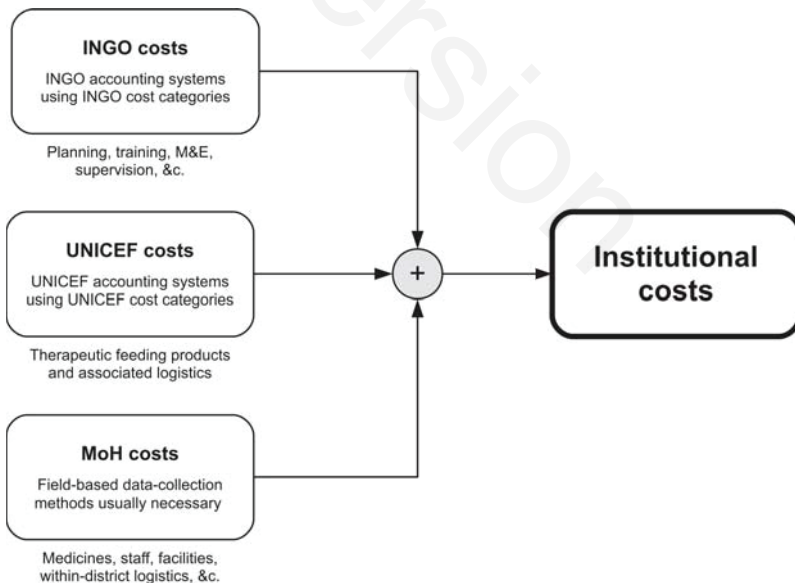 INGO costs
INGO accounting systems
using INGO cost categories
Planning, training, M&E,
supervision, &c.
UNICEF costs
UNICEF accounting systems
using UNICEF cost categories
Therapeutic feeding products
and associated logistics
MoH costs
Field-based data-collection
methods usually necessary
Medicines, staff, facilities,
within-district logistics, &c.
+
Institutional
costs
ersion